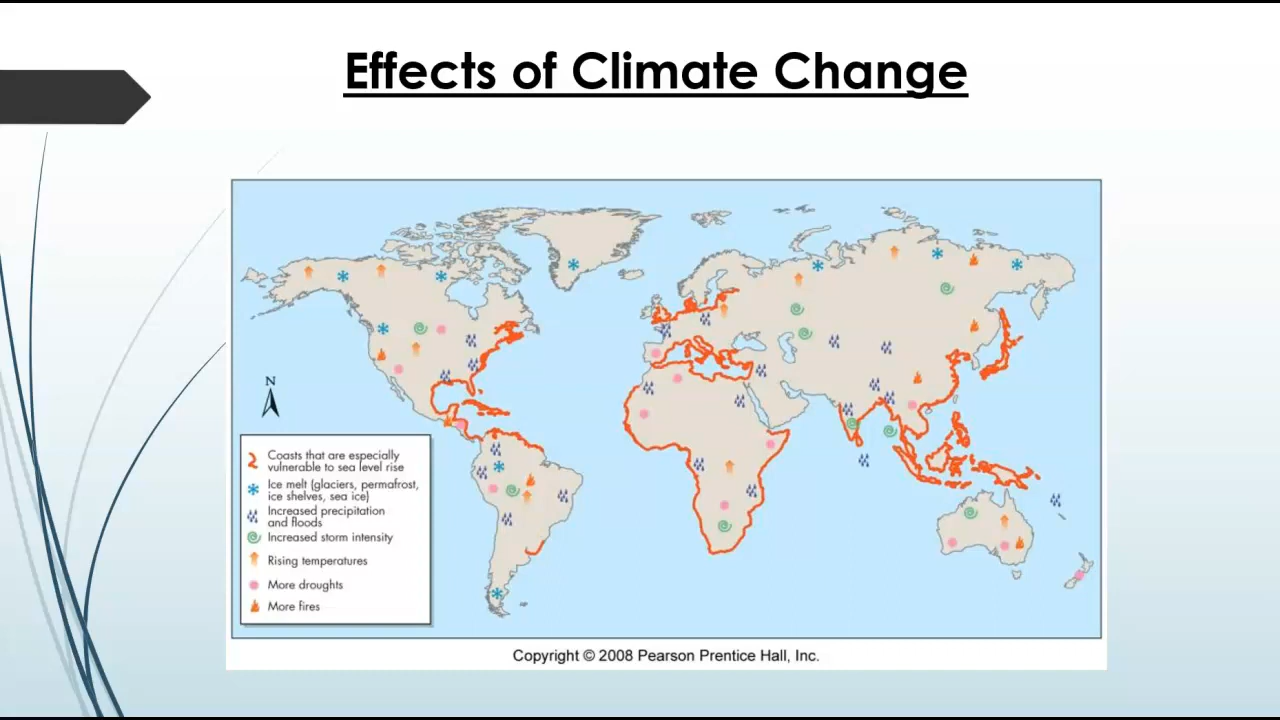 Effects of Climate Change
N
Coasts that are especially
vulnerable to sea level rise
Ice melt (glaciers, permafrost,
ice shelves, sea ice)
Increased precipitation
and floods
Increased storm intensity
Rising temperatures
More droughts
More fires
Copyright © 2008 Pearson Prentice Hall, Inc.